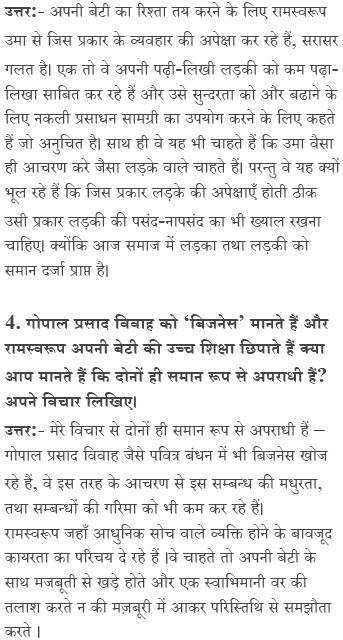 उत्तर:- अपनी बेटी का रिश्ता तय करने के लिए रामस्वरूप
उमा से जिस प्रकार के व्यवहार की अपेक्षा कर रहे हैं, सरासर
गलत है। एक तो वे अपनी पढ़ी-लिखी लड़की को कम पढ़ा-
लिखा साबित कर रहे हैं और उसे सुन्दरता को और बढाने के
लिए नकली प्रसाधन सामग्री का उपयोग करने के लिए कहते
हैं जो अनुचित है। साथ ही वे यह भी चाहते हैं कि उमा वैसा
ही आचरण करे जैसा लड़के वाले चाहते हैं। परन्तु वे यह क्यों
भूल रहे हैं कि जिस प्रकार लड़के की अपेक्षाएँ होती ठीक
उसी प्रकार लड़की की पसंद-नापसंद का भी ख्याल रखना
चाहिए। क्योंकि आज समाज में लड़का तथा लड़की को
समान दर्जा प्राप्त है।
4. गोपाल प्रसाद विवाह को ‘बिजनेस’ मानते हैं और
रामस्वरूप अपनी बेटी की उच्च शिक्षा छिपाते हैं क्या
आप मानते हैं कि दोनों ही समान रूप से अपराधी हैं?
अपने विचार लिखिए।
उत्तर:- मेरे विचार से दोनों ही समान रूप से अपराधी हैं –
गोपाल प्रसाद विवाह जैसे पवित्र बंधन में भी बिजनेस खोज
रहे हैं, वे इस तरह के आचरण से इस सम्बन्ध की मधुरता,
तथा सम्बन्धों की गरिमा को भी कम कर रहे हैं।
रामस्वरूप जहाँ आधुनिक सोच वाले व्यक्ति होने के बावजूद
कायरता का परिचय दे रहे हैं ।वे चाहते तो अपनी बेटी के
साथ मजबूती से खड़े होते और एक स्वाभिमानी वर की
तलाश करते न की मज़बूरी में आकर परिस्थिति से समझौता
करते ।